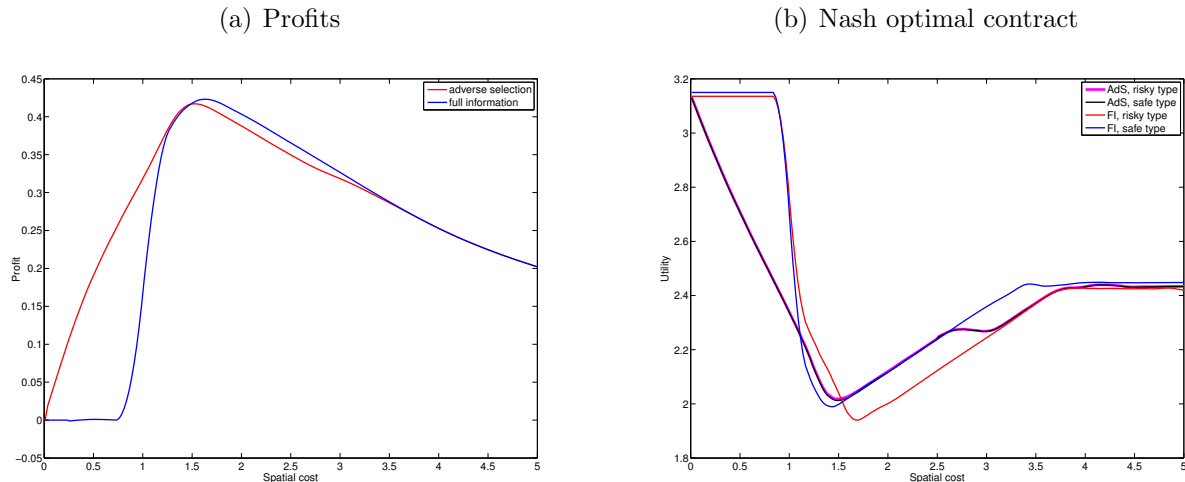 (a) Profits
0.45
0.4
0.35
0.3
0.25
0.2
0.15
0.1
0.05
0
−0.05
Profit
0 0.5 1 1.5 2 2.5 3 3.5 4 4.5 5
Spatial cost
adverse selection
full information
(b) Nash optimal contract
3.2
3
2.8
2.6
2.4
2.2
2
1.8
Utility
0 0.5 1 1.5 2 2.5 3 3.5 4 4.5 5
Spatial cost
AdS, risky type
AdS, safe type
FI, risky type
FI, safe type